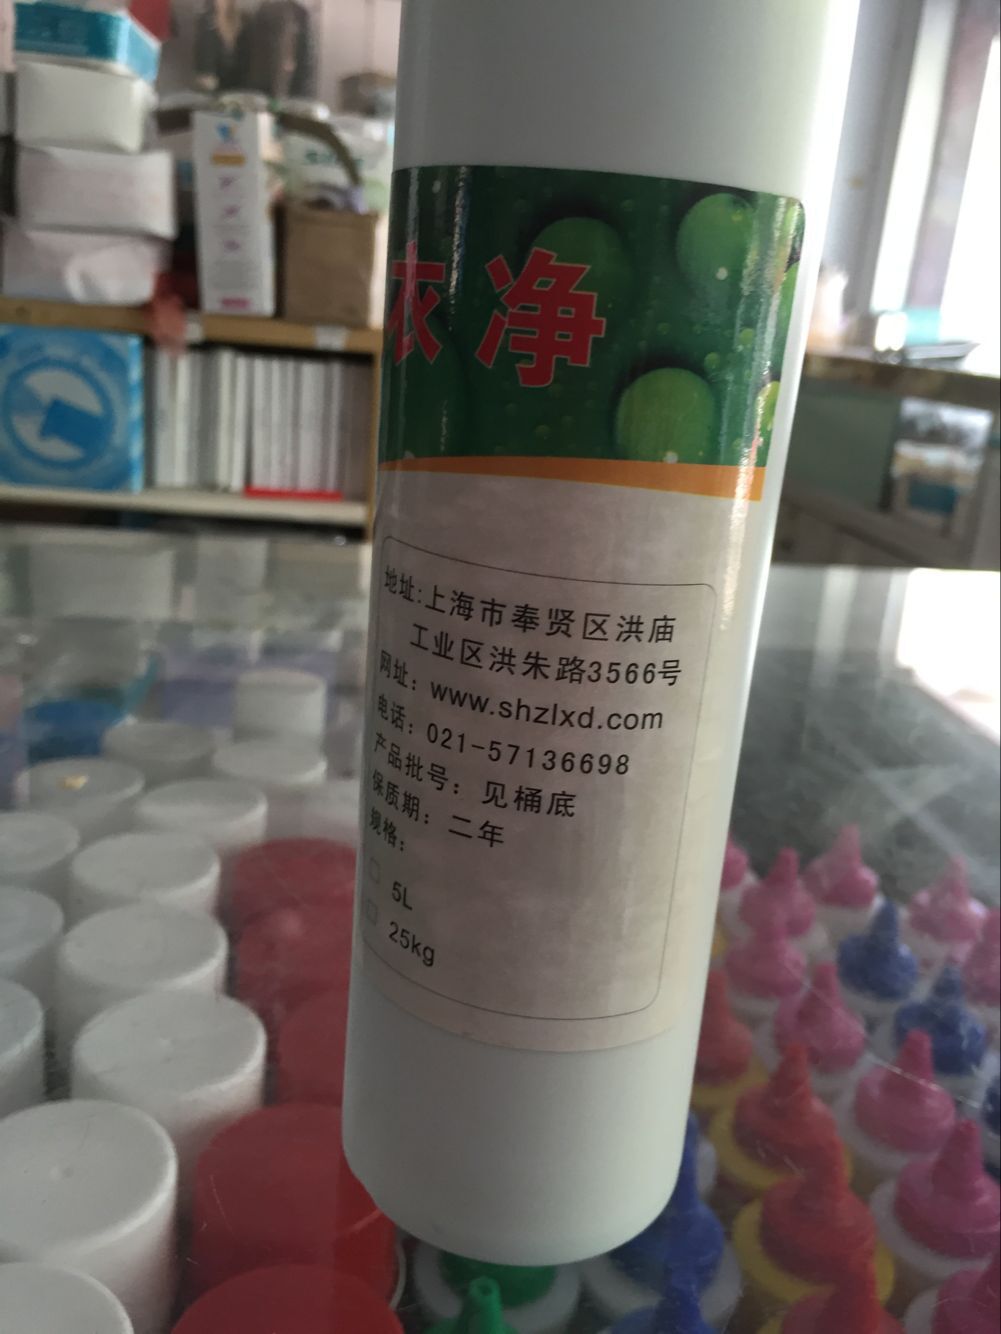 衣净
地址:上海市奉贤区洪庙
工业区洪朱路3566号
网址：www.shzlxd.com
电话：021-57136698
产品批号：见桶底
保质期：二年
规格：
5L
25kg